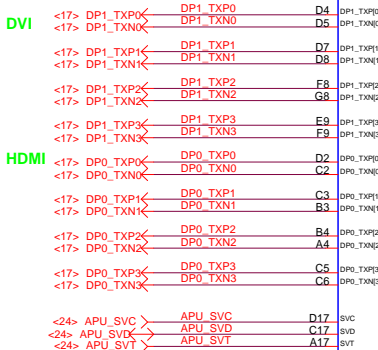 <17> DP1_TXP0 DP1_TXP0 D4 DP1_TXP[0
DVI <17> DP1_TXN0 DP1_TXN0 D5 DP1_TXN[0
<17> DP1_TXP1 DP1_TXP1 D7 DP1_TXP[1
<17> DP1_TXN1 DP1_TXN1 D8 DP1_TXN[1
<17> DP1_TXP2 DP1_TXP2 F8 DP1_TXP[2
<17> DP1_TXN2 DP1_TXN2 G8 DP1_TXN[2
<17> DP1_TXP3 DP1_TXP3 E9 DP1_TXP[3
<17> DP1_TXN3 DP1_TXN3 F9 DP1_TXN[3
HDMI <17> DP0_TXP0 DP0_TXP0 D2 DP0_TXP[0
<17> DP0_TXN0 DP0_TXN0 C2 DP0_TXN[0
<17> DP0_TXP1 DP0_TXP1 C3 DP0_TXP[1
<17> DP0_TXN1 DP0_TXN1 B3 DP0_TXN[1
<17> DP0_TXP2 DP0_TXP2 B4 DP0_TXP[2
<17> DP0_TXN2 DP0_TXN2 A4 DP0_TXN[2
<17> DP0_TXP3 DP0_TXP3 C5 DP0_TXP[3
<17> DP0_TXN3 DP0_TXN3 C6 DP0_TXN[3
<24> APU_SVC APU_SVC D17 SVC
<24> APU_SVD APU_SVD C17 SVD
<24> APU_SVT APU_SVT A17 SVT